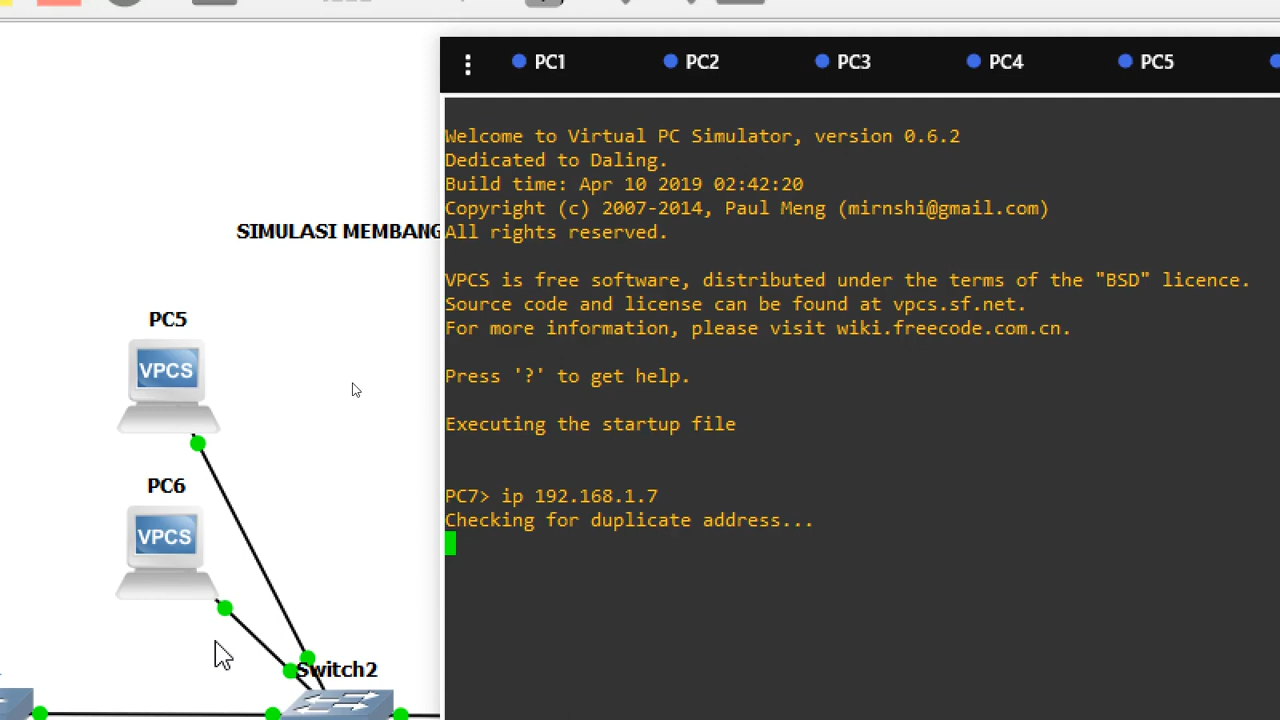 PC1
PC2
PC3
PC4
PC5
Welcome to Virtual PC Simulator, version 0.6.2
Dedicated to Daling.
Build time: Apr 10 2019 02:42:20
Copyright (c) 2007-2014, Paul Meng (mirnshi@gmail.com)
All rights reserved.
VPCS is free software, distributed under the terms of the "BSD" licence.
Source code and license can be found at vpcs.sf.net.
For more information, please visit wiki.freecode.com.cn.
Press '?' to get help.
Executing the startup file
PC7> ip 192.168.1.7
Checking for duplicate address...
SIMULASI MEMBANG
PC5
VPCS
PC6
VPCS
Switch2